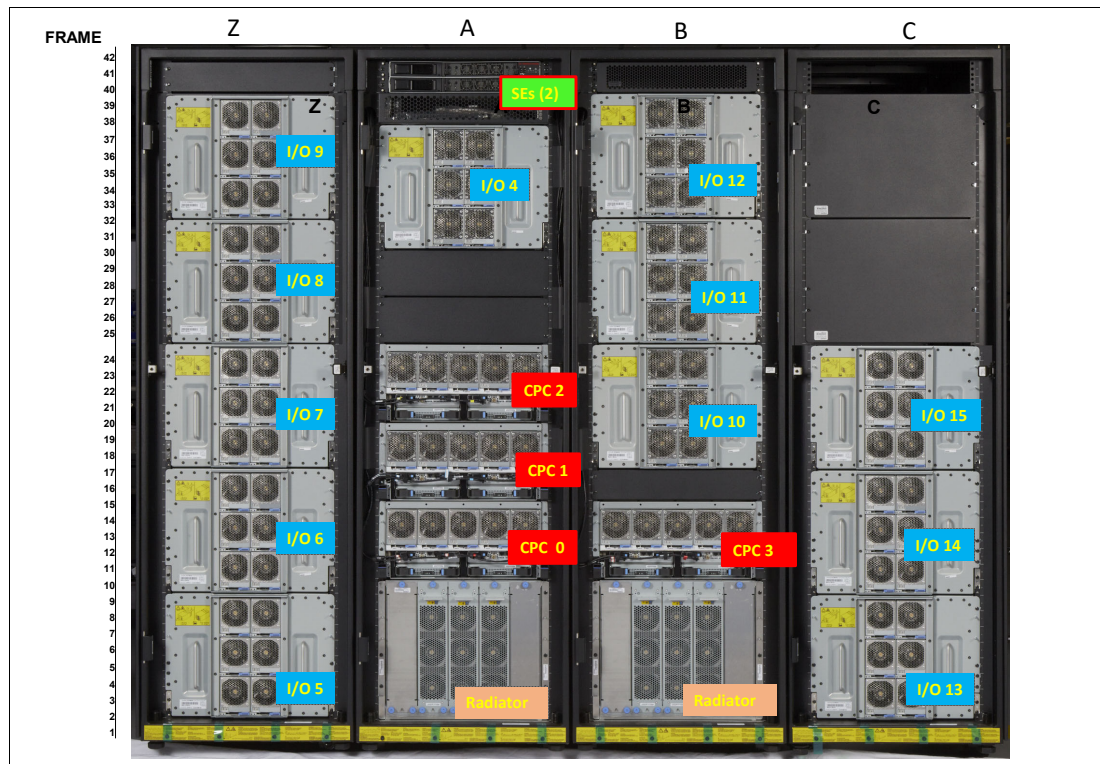 Z
A
B
C
FRAME
42
41
40
39
38
37
36
35
34
33
32
31
30
29
28
27
26
25
24
23
22
21
20
19
18
17
16
15
14
13
12
11
10
9
8
7
6
5
4
3
2
1
Z
I/O 9
I/O 8
I/O 7
I/O 6
I/O 5
SEs (2)
I/O 4
CPC 2
CPC 1
CPC 0
Radiator
B
I/O 12
I/O 11
I/O 10
CPC 3
Radiator
C
I/O 15
I/O 14
I/O 13